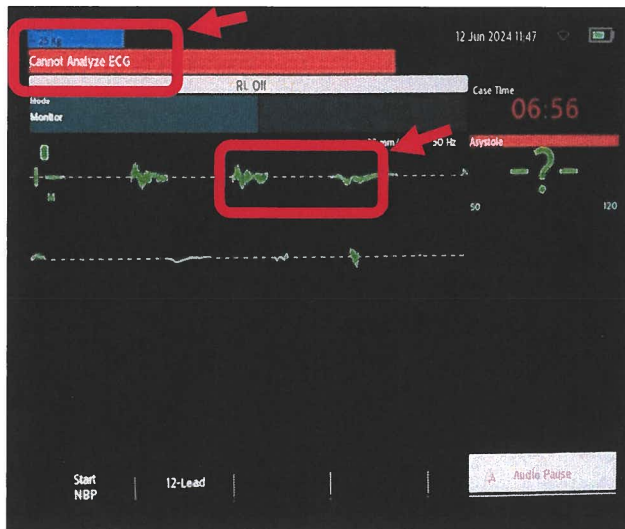 25 Kg
12 Jun 2024 11:47
Cannot Analyze ECG
RL Off
Case Time
Mode
06:56
Monitor
50 Hz
Asystole
-?-
M
50
120
Start
NBP
12-Lead
Audio Pause